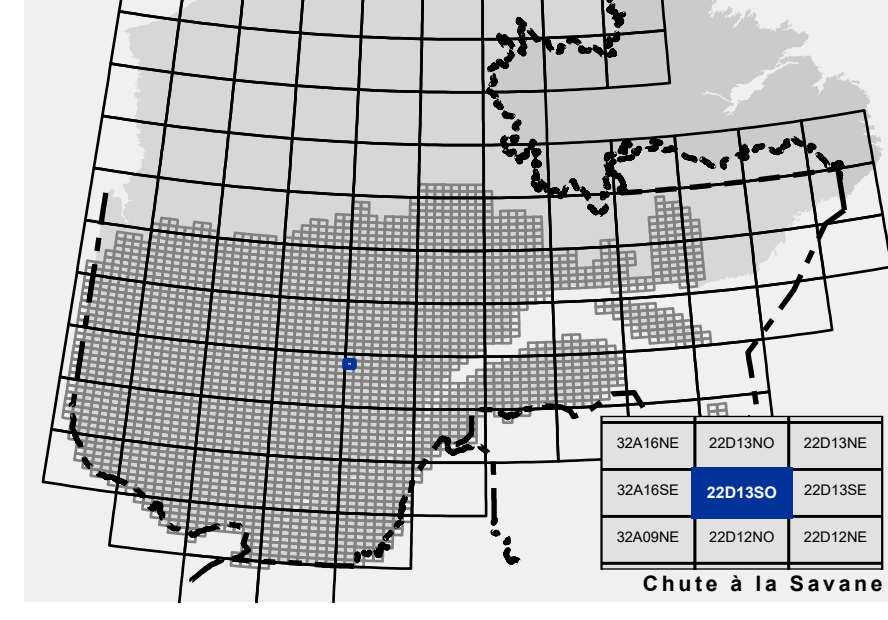 32A16NE 22D13NO 22D13NE
32A16SE 22D13SO 22D13SE
32A09NE 22D12NO 22D12NE
Chute à la Savane